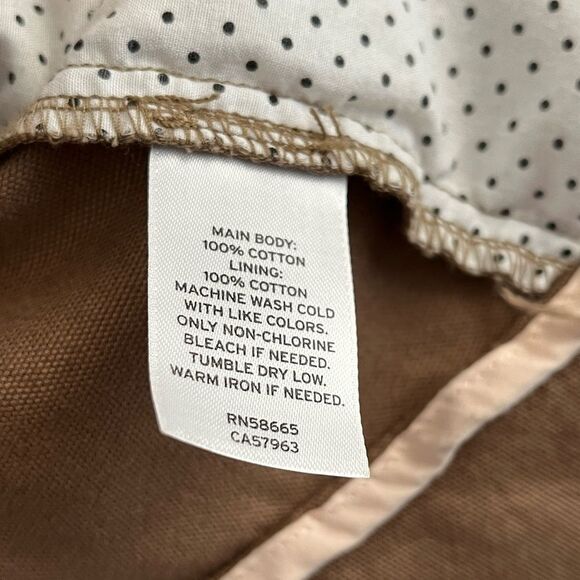 MAIN BODY:
100% COTTON
LINING:
100% COTTON
MACHINE WASH COLD
WITH LIKE COLORS.
ONLY NON-CHLORINE
BLEACH IF NEEDED.
TUMBLE DRY LOW.
WARM IRON IF NEEDED.
RN58665
CA57963